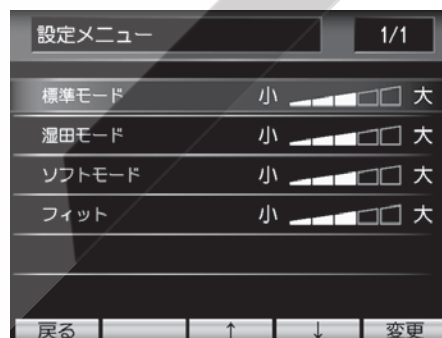 設定メニュー 1/1
標準モード 小 大
湿田モード 小 大
ソフトモード 小 大
フィット 小 大
戻る ↑ ↓ 変更